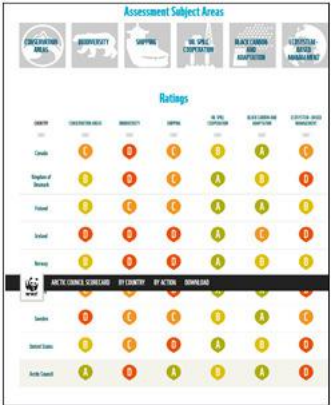 Assessment Subject Areas
CONSERVATION AREAS BIODIVERSITY SHIPPING OIL SPILL COOPERATION BLACK CARBON AND ADAPTATION ECOSYSTEM-BASED MANAGEMENT
Ratings
COUNTRY CONSERVATION AREAS BIODIVERSITY SHIPPING OIL SPILL COOPERATION BLACK CARBON AND ADAPTATION ECOSYSTEM-BASED MANAGEMENT
Canada C D C B A C
Kingdom of Denmark B D C A B D
Finland B C C A A B
Iceland D D D A C D
Norway B D D A B D
WWF ARCTIC COUNCIL SCORECARD BY COUNTRY BY ACTION DOWNLOAD
Sweden D C C B A C
United States B C D A B D
Arctic Council A D A B A D